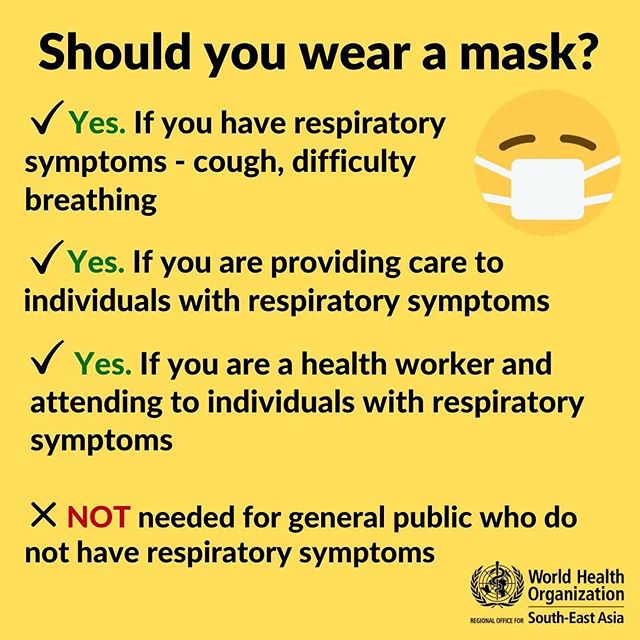 Should you wear a mask?
✓ Yes. If you have respiratory
symptoms - cough, difficulty
breathing
✓ Yes. If you are providing care to
individuals with respiratory symptoms
✓ Yes. If you are a health worker and
attending to individuals with respiratory
symptoms
✕ NOT needed for general public who do
not have respiratory symptoms
World Health
Organization
REGIONAL OFFICE FOR South-East Asia